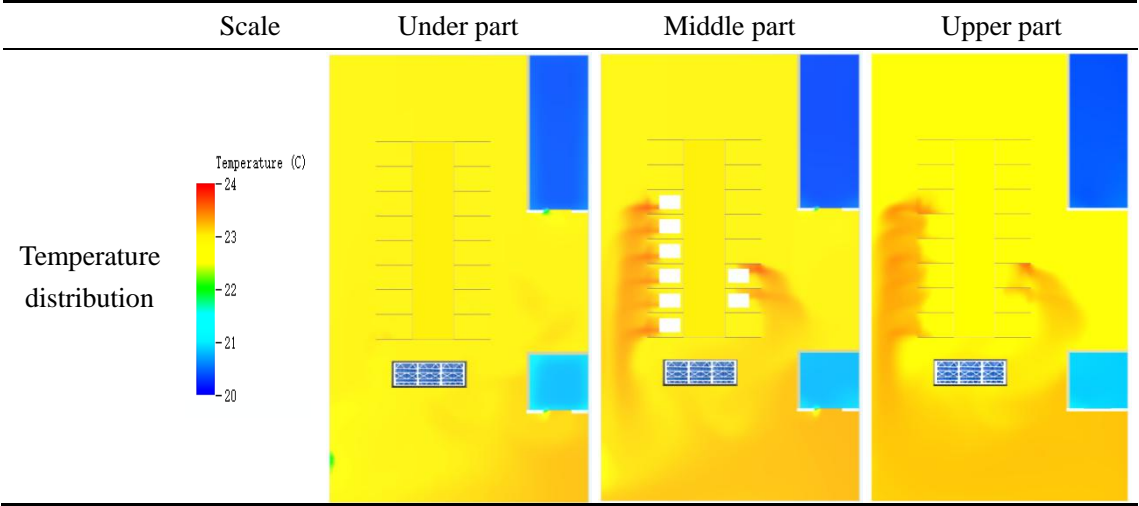 Scale Under part Middle part Upper part
Temperature (C)
24
23
22
21
20
Temperature
distribution